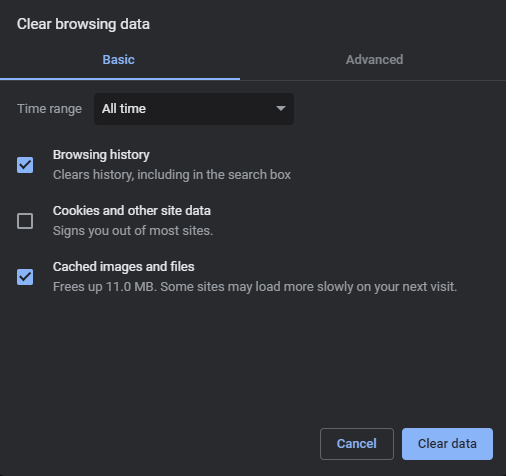 Clear browsing data
Basic
Advanced
Time range
All time
Browsing history
Clears history, including in the search box
Cookies and other site data
Signs you out of most sites.
Cached images and files
Frees up 11.0 MB. Some sites may load more slowly on your next visit.
Cancel
Clear data